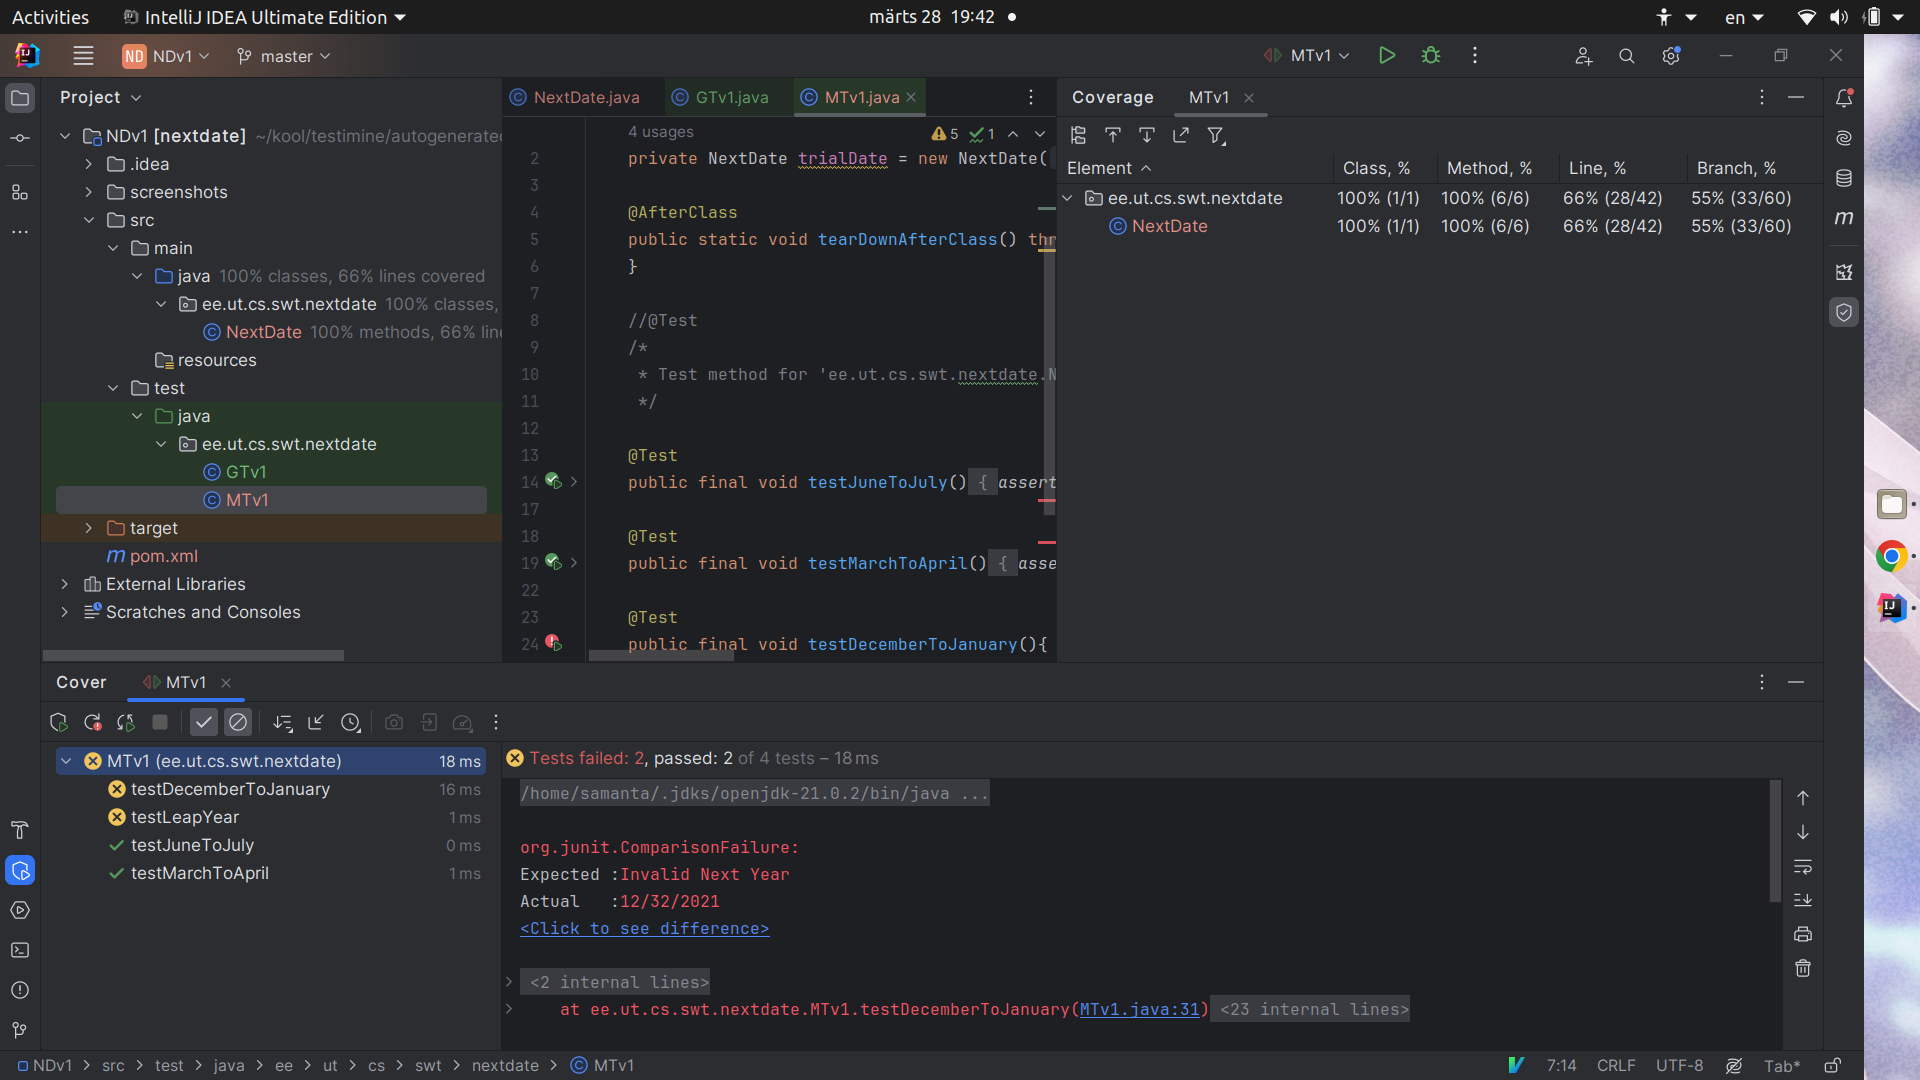 Activities
IntelliJ IDEA Ultimate Edition
märts 28 19:42
en
ND NDv1
master
MTv1
Project
NDv1 [nextdate] ~/kool/testimine/autogenerated
.idea
screenshots
src
main
java 100% classes, 66% lines covered
ee.ut.cs.swt.nextdate 100% classes,
NextDate 100% methods, 66% line
resources
test
java
ee.ut.cs.swt.nextdate
GTv1
MTv1
target
m pom.xml
External Libraries
Scratches and Consoles
NextDate.java
GTv1.java
MTv1.java
4 usages
5
1
2 private NextDate trialDate = new NextDate(
3
4 @AfterClass
5 public static void tearDownAfterClass() thr
6 }
7
8 //@Test
9 /*
10 * Test method for 'ee.ut.cs.swt.nextdate.N
11 */
12
13 @Test
14 public final void testJuneToJuly() { assert
17
18 @Test
19 public final void testMarchToApril() { asse
22
23 @Test
24 public final void testDecemberToJanuary(){
Coverage
MTv1
Element Class, % Method, % Line, % Branch, %
ee.ut.cs.swt.nextdate 100% (1/1) 100% (6/6) 66% (28/42) 55% (33/60)
NextDate 100% (1/1) 100% (6/6) 66% (28/42) 55% (33/60)
m
Cover
MTv1
MTv1 (ee.ut.cs.swt.nextdate) 18 ms
testDecemberToJanuary 16 ms
testLeapYear 1 ms
testJuneToJuly 0 ms
testMarchToApril 1 ms
Tests failed: 2, passed: 2 of 4 tests – 18 ms
/home/samanta/.jdks/openjdk-21.0.2/bin/java ...
org.junit.ComparisonFailure:
Expected :Invalid Next Year
Actual :12/32/2021
<Click to see difference>
<2 internal lines>
at ee.ut.cs.swt.nextdate.MTv1.testDecemberToJanuary(MTv1.java:31) <23 internal lines>
NDv1 > src > test > java > ee > ut > cs > swt > nextdate > MTv1
7:14
CRLF
UTF-8
Tab*